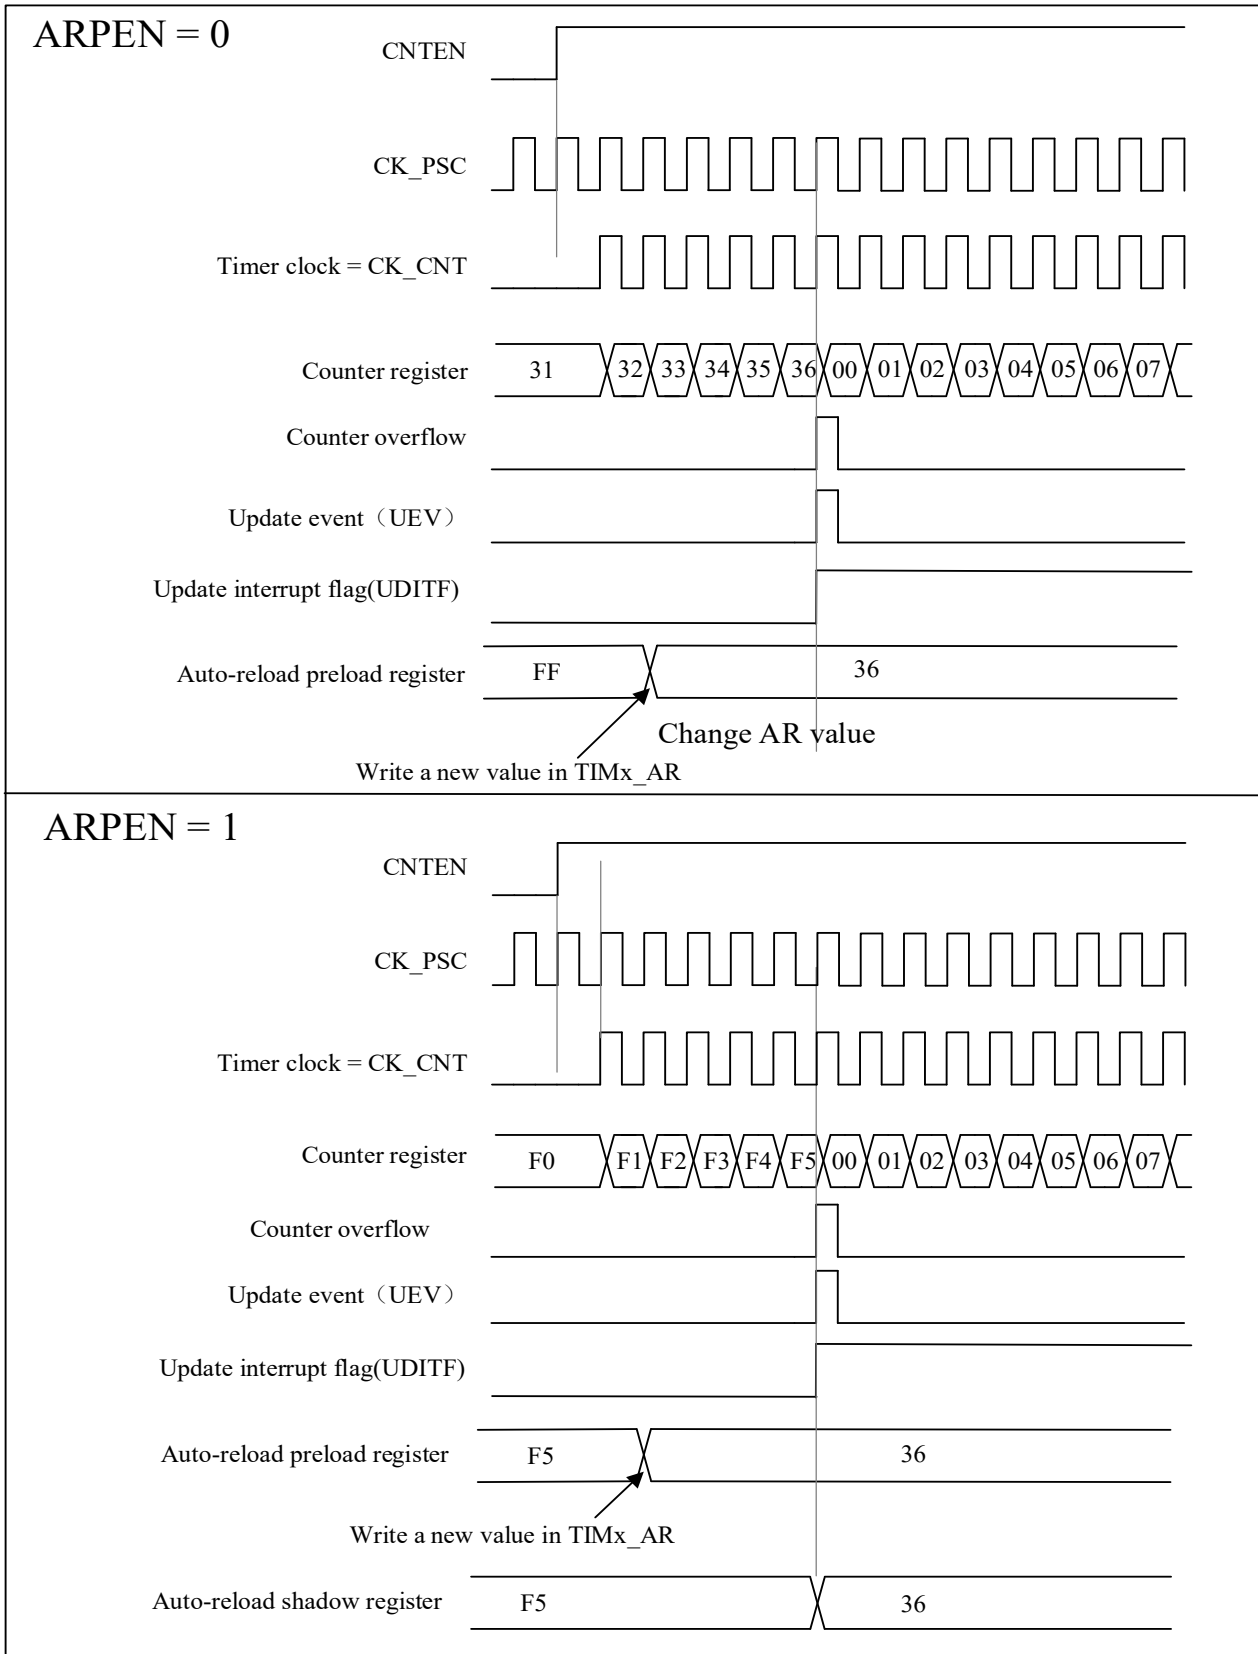 ARPEN = 0
CNTEN
CK_PSC
Timer clock = CK_CNT
Counter register 31 32 33 34 35 36 00 01 02 03 04 05 06 07
Counter overflow
Update event（UEV）
Update interrupt flag(UDITF)
Auto-reload preload register FF 36
Change AR value
Write a new value in TIMx_AR
ARPEN = 1
CNTEN
CK_PSC
Timer clock = CK_CNT
Counter register F0 F1 F2 F3 F4 F5 00 01 02 03 04 05 06 07
Counter overflow
Update event（UEV）
Update interrupt flag(UDITF)
Auto-reload preload register F5 36
Write a new value in TIMx_AR
Auto-reload shadow register F5 36